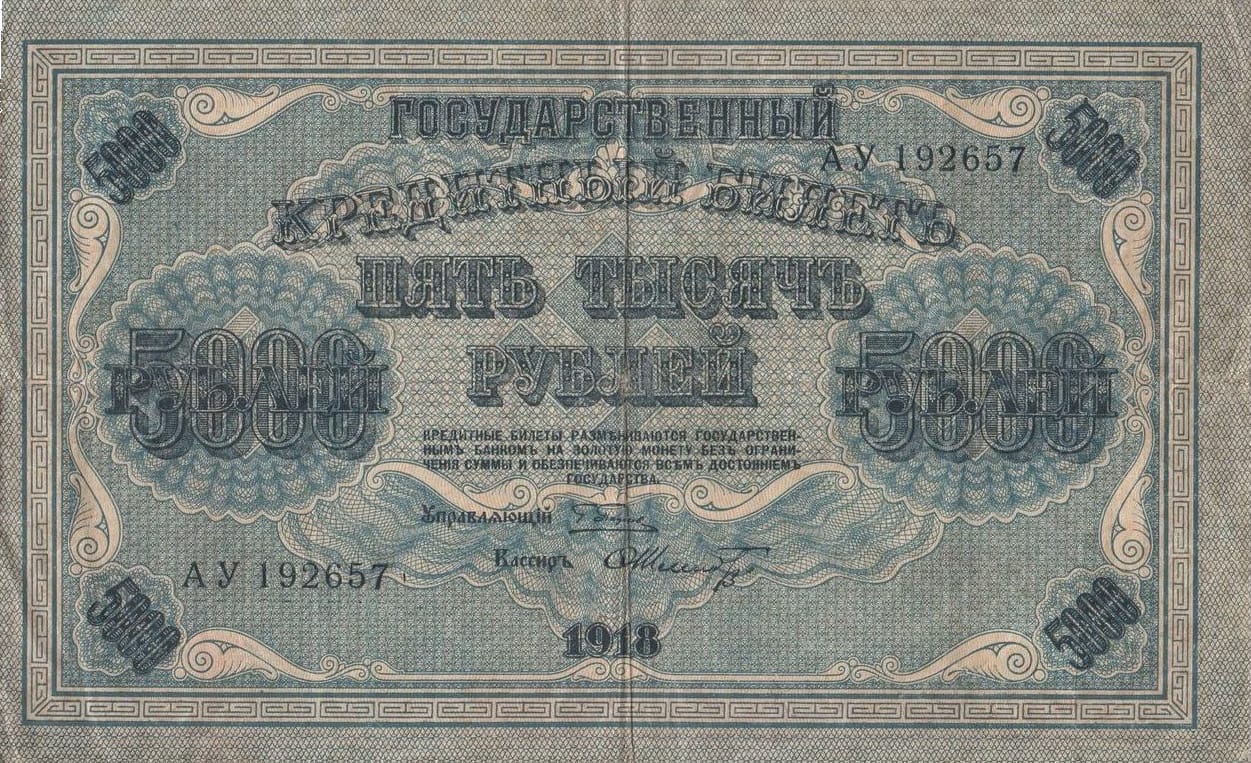 5000
ГОСУДАРСТВЕННЫЙ
5000
АУ 192657
КРЕДИТНЫЙ БИЛЕТЪ
ПЯТЬ ТЫСЯЧЪ
РУБЛЕЙ
5000
РУБЛЕЙ
5000
РУБЛЕЙ
КРЕДИТНЫЕ БИЛЕТЫ РАЗМѢНИВАЮТСЯ ГОСУДАРСТВЕН-
НЫМЪ БАНКОМЪ НА ЗОЛОТУЮ МОНЕТУ БЕЗЪ ОГРАНИ-
ЧЕНІЯ СУММЫ И ОБЕЗПЕЧИВАЮТСЯ ВСѢМЪ ДОСТОЯНІЕМЪ
ГОСУДАРСТВА.
Управляющій
Кассиръ
АУ 192657
5000
1918
5000